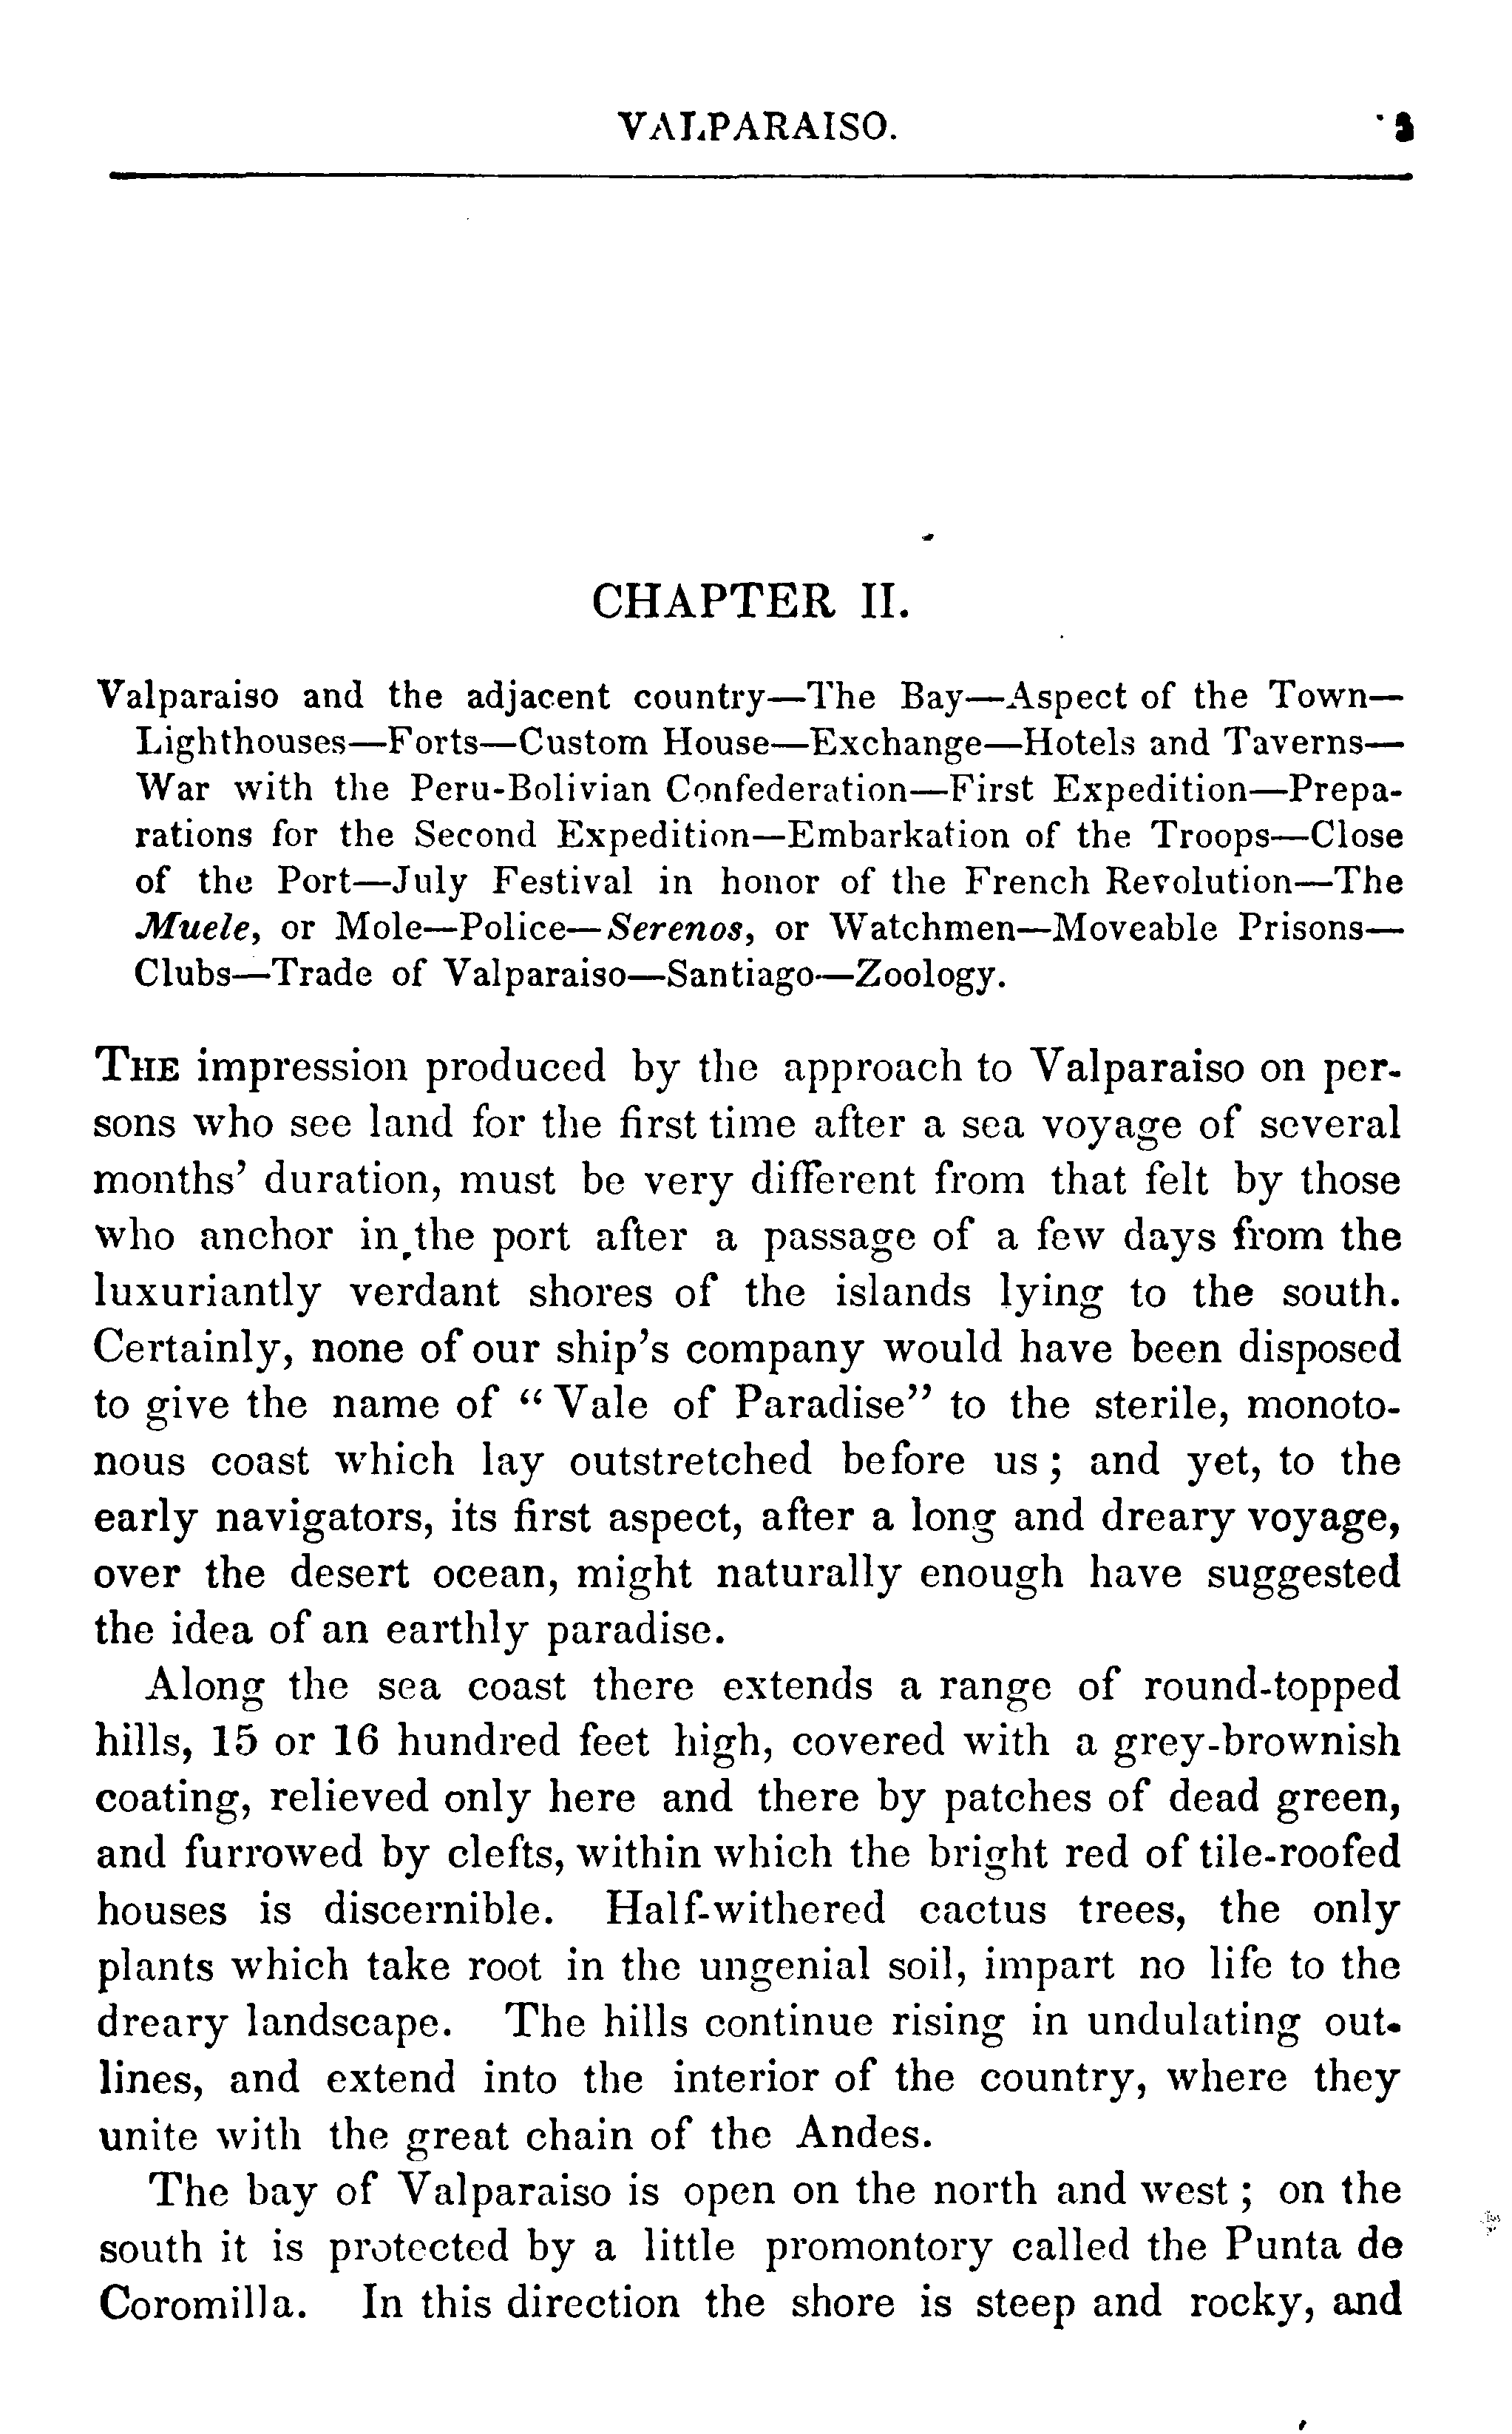 VALPARAISO.
CHAPTER II.
Valparaiso and the adjacent country—The Bay—Aspect of the Town—
Lighthouses—Forts—Custom House—Exchange—Hotels and Taverns—
War with the Peru-Bolivian Confederation—First Expedition—Prepa-
rations for the Second Expedition—Embarkation of the Troops—Close
of the Port—July Festival in honor of the French Revolution—The
Muele, or Mole—Police—Serenos, or Watchmen—Moveable Prisons—
Clubs—Trade of Valparaiso—Santiago—Zoology.
THE impression produced by the approach to Valparaiso on per-
sons who see land for the first time after a sea voyage of several
months' duration, must be very different from that felt by those
who anchor in the port after a passage of a few days from the
luxuriantly verdant shores of the islands lying to the south.
Certainly, none of our ship's company would have been disposed
to give the name of "Vale of Paradise" to the sterile, monoto-
nous coast which lay outstretched before us; and yet, to the
early navigators, its first aspect, after a long and dreary voyage,
over the desert ocean, might naturally enough have suggested
the idea of an earthly paradise.
Along the sea coast there extends a range of round-topped
hills, 15 or 16 hundred feet high, covered with a grey-brownish
coating, relieved only here and there by patches of dead green,
and furrowed by clefts, within which the bright red of tile-roofed
houses is discernible. Half-withered cactus trees, the only
plants which take root in the ungenial soil, impart no life to the
dreary landscape. The hills continue rising in undulating out-
lines, and extend into the interior of the country, where they
unite with the great chain of the Andes.
The bay of Valparaiso is open on the north and west; on the
south it is protected by a little promontory called the Punta de
Coromilla. In this direction the shore is steep and rocky, and